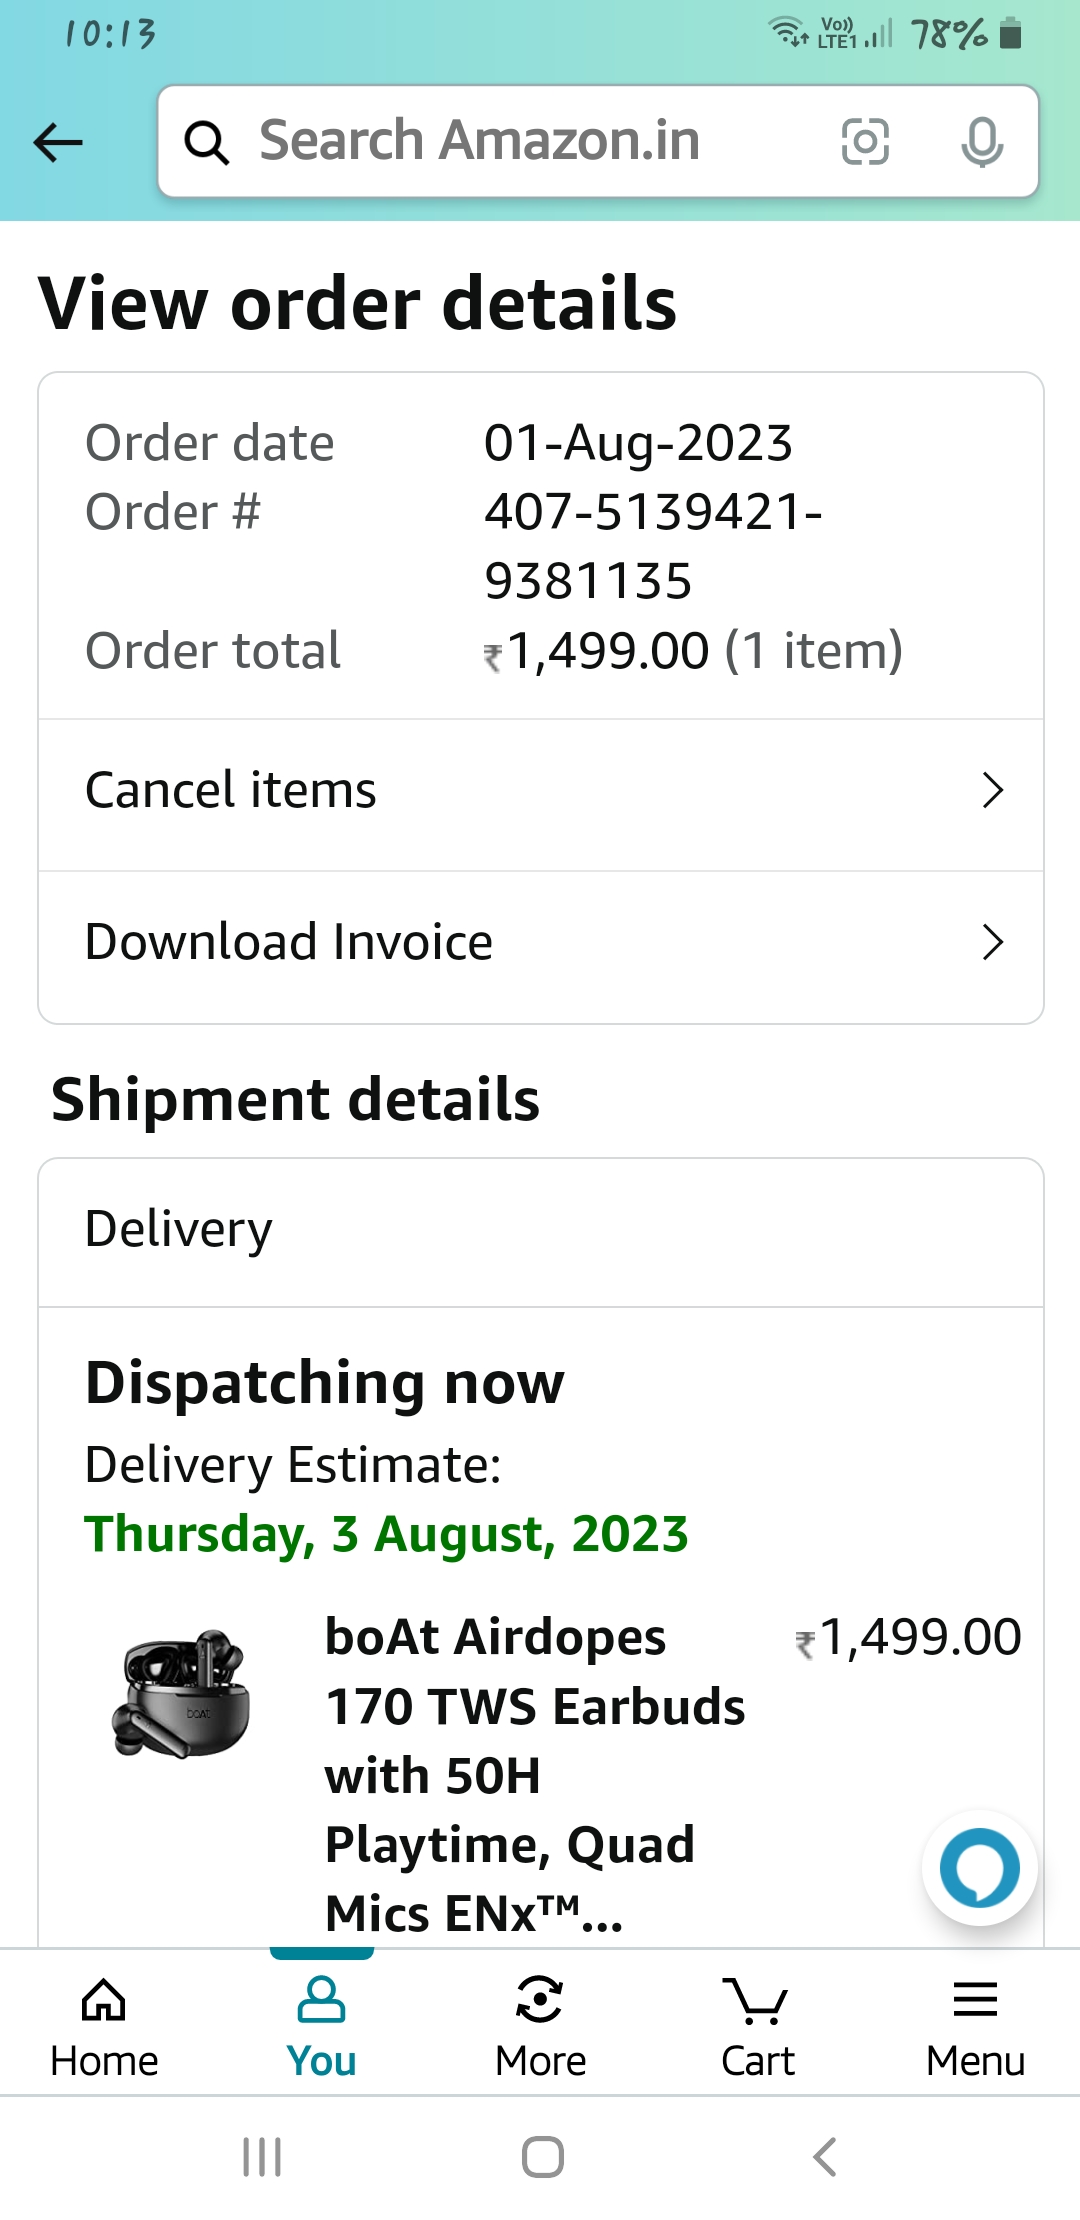 10:13
Vo)) LTE1 78%
Search Amazon.in
View order details
Order date 01-Aug-2023
Order # 407-5139421-
9381135
Order total ₹1,499.00 (1 item)
Cancel items
Download Invoice
Shipment details
Delivery
Dispatching now
Delivery Estimate:
Thursday, 3 August, 2023
boAt Airdopes ₹1,499.00
170 TWS Earbuds
with 50H
Playtime, Quad
Mics ENx™...
boAt
Home You More Cart Menu